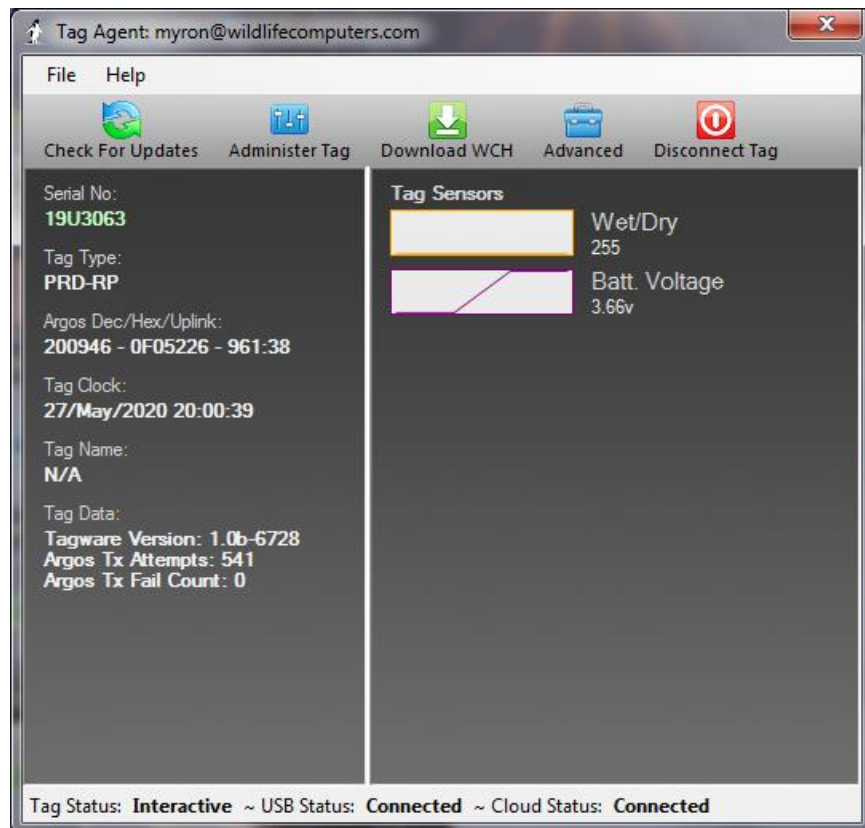 Tag Agent: myron@wildlifecomputers.com
File Help
Check For Updates Administer Tag Download WCH Advanced Disconnect Tag
Serial No:
19U3063
Tag Type:
PRD-RP
Argos Dec/Hex/Uplink:
200946 - 0F05226 - 961:38
Tag Clock:
27/May/2020 20:00:39
Tag Name:
N/A
Tag Data:
Tagware Version: 1.0b-6728
Argos Tx Attempts: 541
Argos Tx Fail Count: 0
Tag Sensors
Wet/Dry
255
Batt. Voltage
3.66v
Tag Status: Interactive ~ USB Status: Connected ~ Cloud Status: Connected